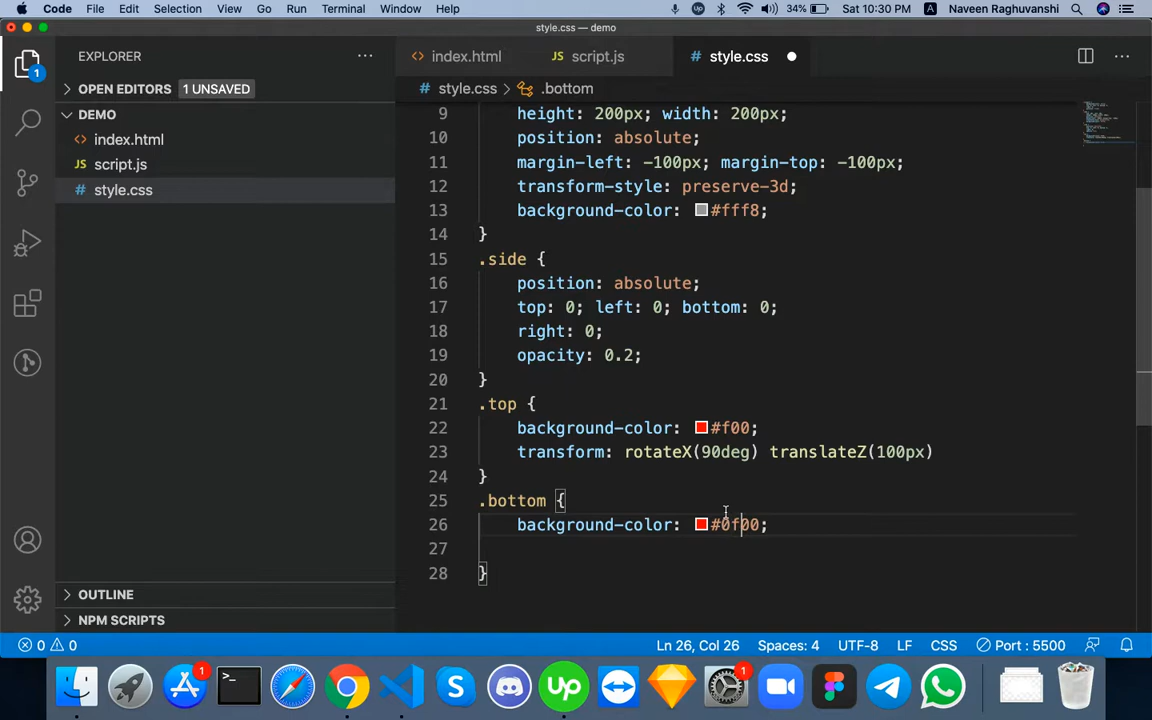 Code File Edit Selection View Go Run Terminal Window Help 34% Sat 10:30 PM A Naveen Raghuvanshi
style.css — demo
EXPLORER
index.html
JS script.js
# style.css
1
OPEN EDITORS 1 UNSAVED
# style.css > .bottom
DEMO
index.html
JS script.js
# style.css
9 height: 200px; width: 200px;
10 position: absolute;
11 margin-left: -100px; margin-top: -100px;
12 transform-style: preserve-3d;
13 background-color: #fff8;
14 }
15 .side {
16 position: absolute;
17 top: 0; left: 0; bottom: 0;
18 right: 0;
19 opacity: 0.2;
20 }
21 .top {
22 background-color: #f00;
23 transform: rotateX(90deg) translateZ(100px)
24 }
25 .bottom {
26 background-color: #0f00;
27
28 }
OUTLINE
NPM SCRIPTS
0 0 Ln 26, Col 26 Spaces: 4 UTF-8 LF CSS Port : 5500
1
>_
S
Up
1